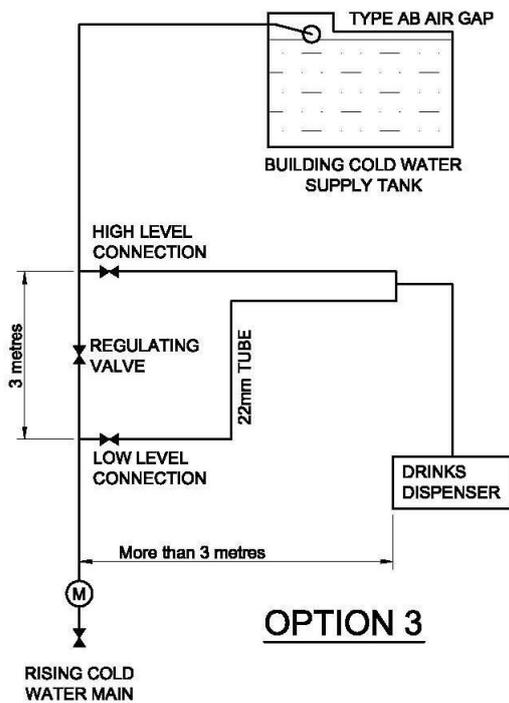 TYPE AB AIR GAP
BUILDING COLD WATER
SUPPLY TANK
HIGH LEVEL
CONNECTION
3 metres
REGULATING
VALVE
22mm TUBE
LOW LEVEL
CONNECTION
DRINKS
DISPENSER
More than 3 metres
M
OPTION 3
RISING COLD
WATER MAIN